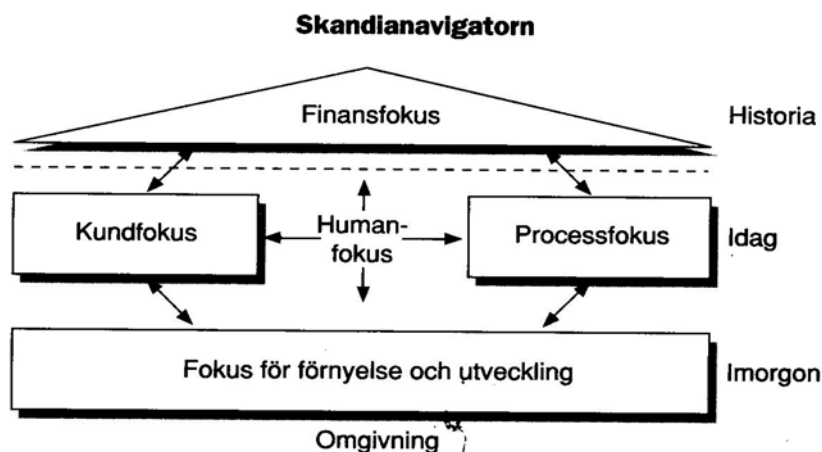 Skandianavigatorn
Finansfokus
Historia
Kundfokus
Human-
fokus
Processfokus
Idag
Fokus för förnyelse och utveckling
Imorgon
Omgivning